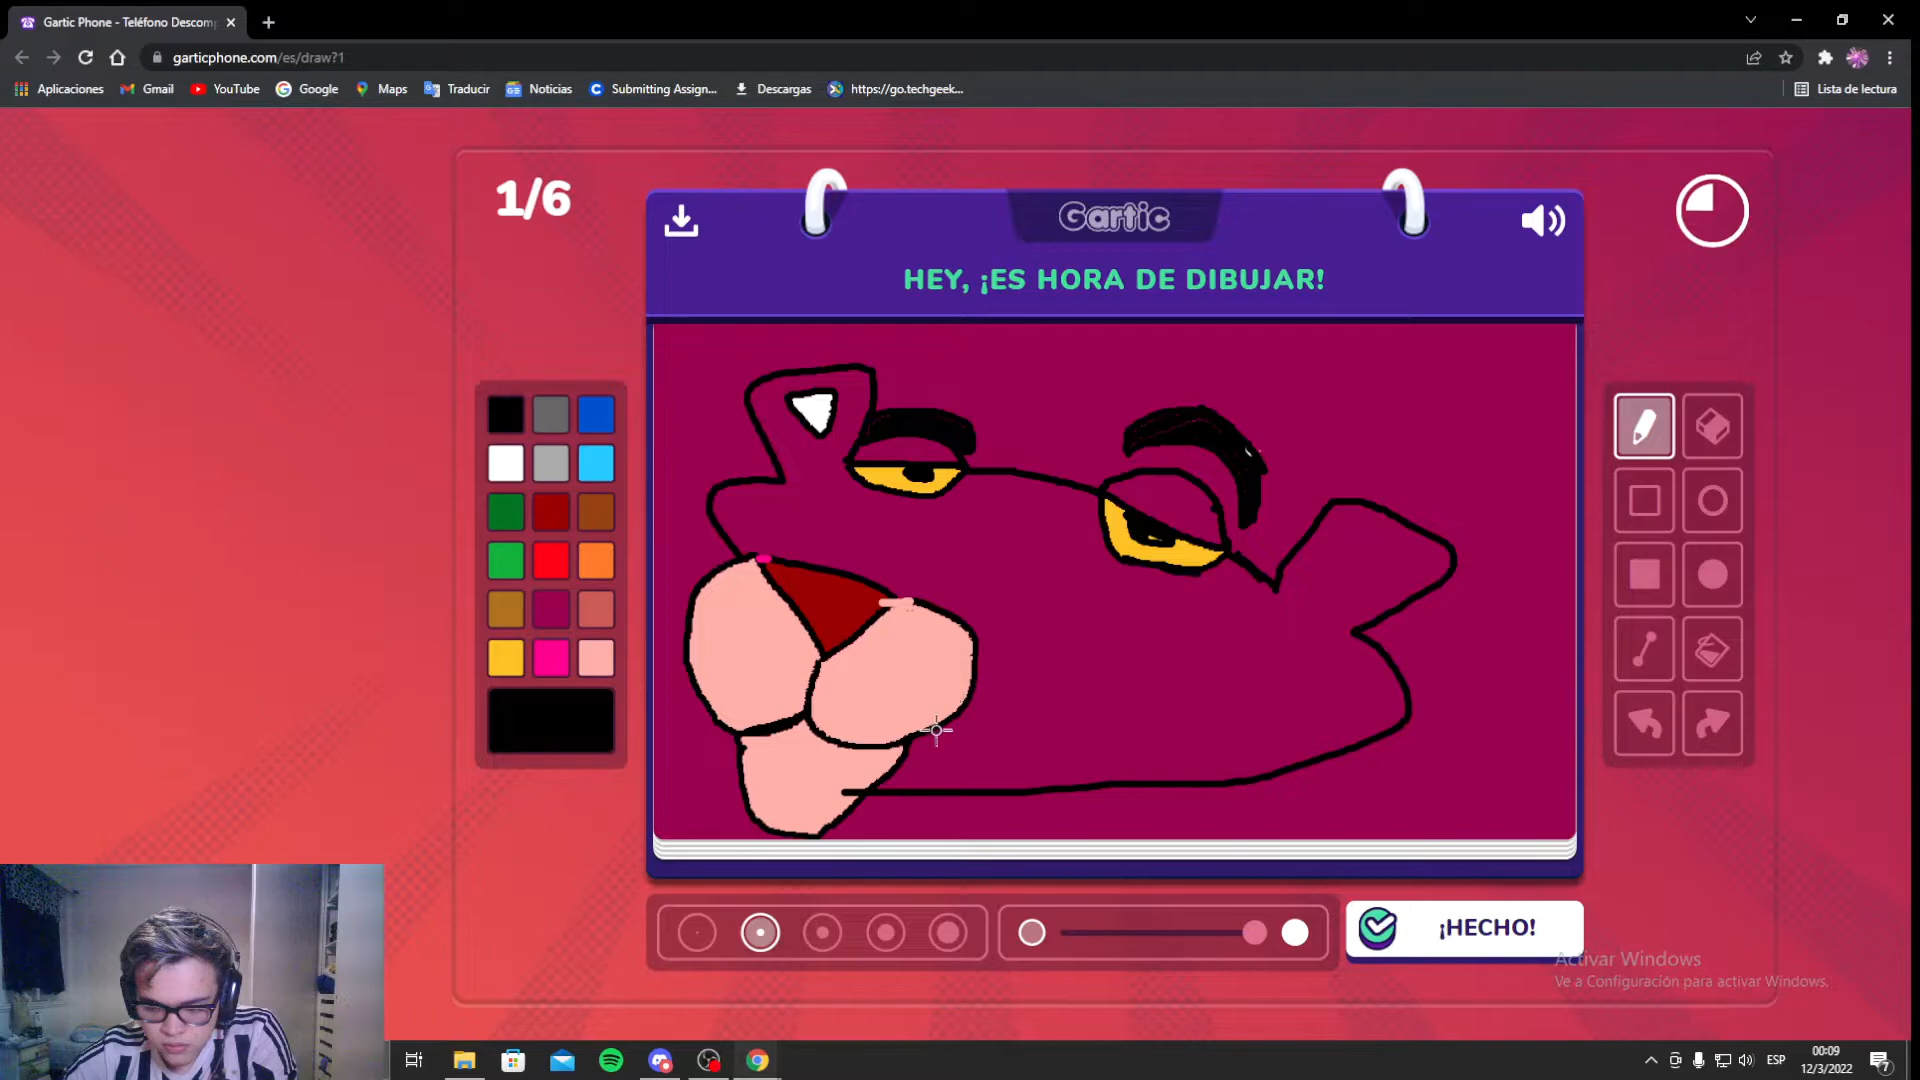 Gartic Phone - Teléfono Descomp
garticphone.com/es/draw?1
Aplicaciones
Gmail
YouTube
Google
Maps
Traducir
Noticias
Submitting Assign...
Descargas
https://go.techgeek...
Lista de lectura
1/6
Gartic
HEY, ¡ES HORA DE DIBUJAR!
¡HECHO!
Activar Windows
Ve a Configuración para activar Windows.
ESP
00:09
12/3/2022
7